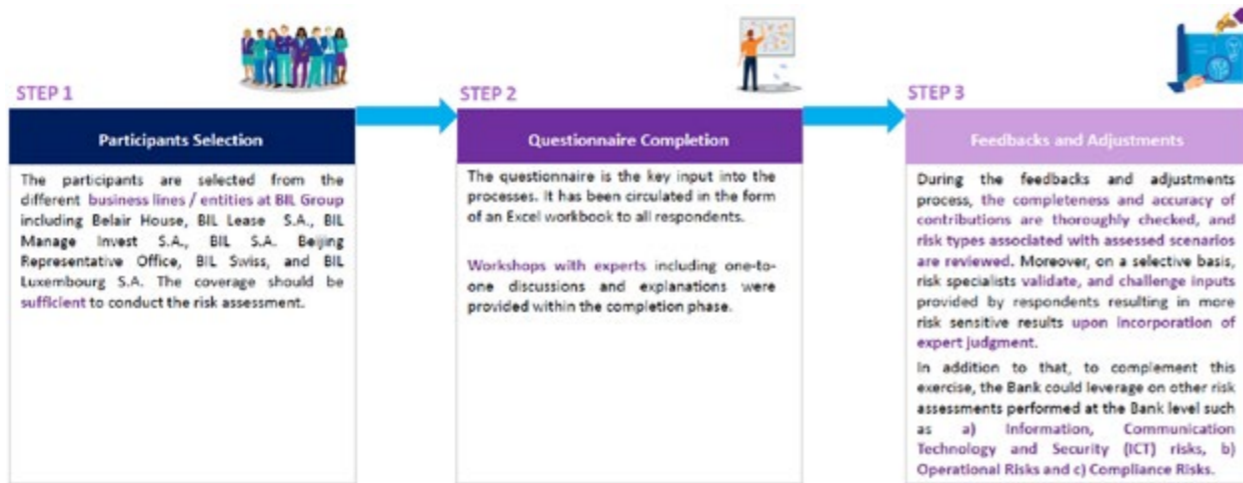 STEP 1
Participants Selection
The participants are selected from the
different business lines / entities at BIL Group
including Belair House, BIL Lease S.A., BIL
Manage Invest S.A., BIL S.A. Beijing
Representative Office, BIL Swiss, and BIL
Luxembourg S.A. The coverage should be
sufficient to conduct the risk assessment.
STEP 2
Questionnaire Completion
The questionnaire is the key input into the
processes. It has been circulated in the form
of an Excel workbook to all respondents.
Workshops with experts including one-to-
one discussions and explanations were
provided within the completion phase.
STEP 3
Feedbacks and Adjustments
During the feedbacks and adjustments
process, the completeness and accuracy of
contributions are thoroughly checked, and
risk types associated with assessed scenarios
are reviewed. Moreover, on a selective basis,
risk specialists validate, and challenge inputs
provided by respondents resulting in more
risk sensitive results upon incorporation of
expert judgment.
In addition to that, to complement this
exercise, the Bank could leverage on other risk
assessments performed at the Bank level such
as a) Information, Communication
Technology and Security (ICT) risks, b)
Operational Risks and c) Compliance Risks.